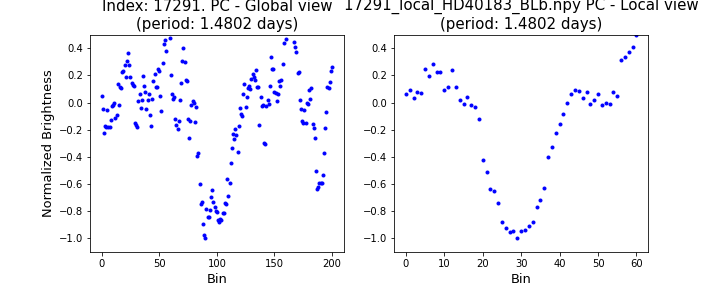 Index: 17291. PC - Global view
(period: 1.4802 days)
17291_local_HD40183_BLb.npy PC - Local view
(period: 1.4802 days)
Normalized Brightness
0.4
0.2
0.0
−0.2
−0.4
−0.6
−0.8
−1.0
0 50 100 150 200
Bin
0.4
0.2
0.0
−0.2
−0.4
−0.6
−0.8
−1.0
0 10 20 30 40 50 60
Bin